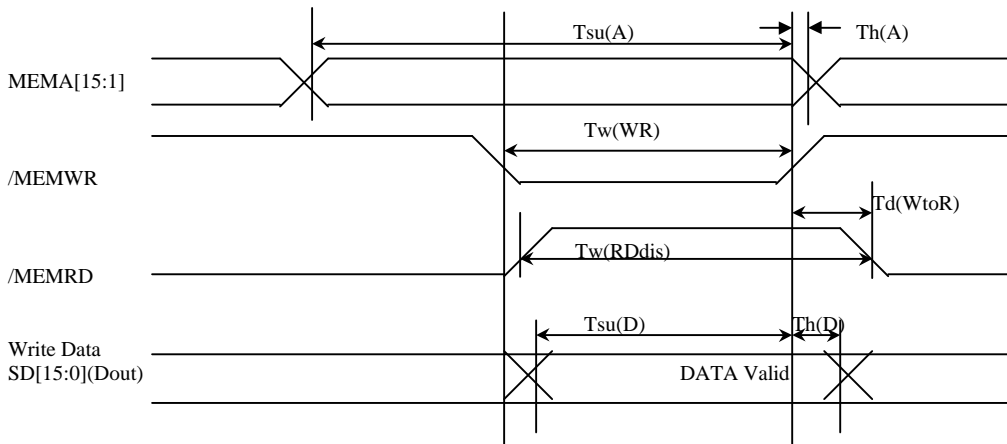 Tsu(A)
Th(A)
MEMA[15:1]
Tw(WR)
/MEMWR
Td(WtoR)
Tw(RDdis)
/MEMRD
Tsu(D)
Th(D)
Write Data
SD[15:0](Dout)
DATA Valid